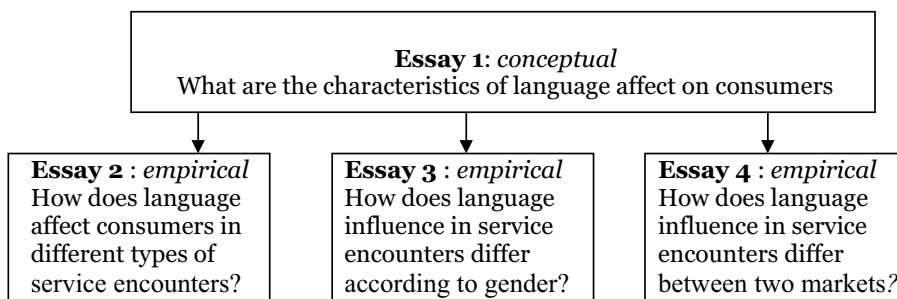 Essay 1: conceptual
What are the characteristics of language affect on consumers
Essay 2 : empirical
How does language
affect consumers in
different types of
service encounters?
Essay 3 : empirical
How does language
influence in service
encounters differ
according to gender?
Essay 4 : empirical
How does language
influence in service
encounters differ
between two markets?